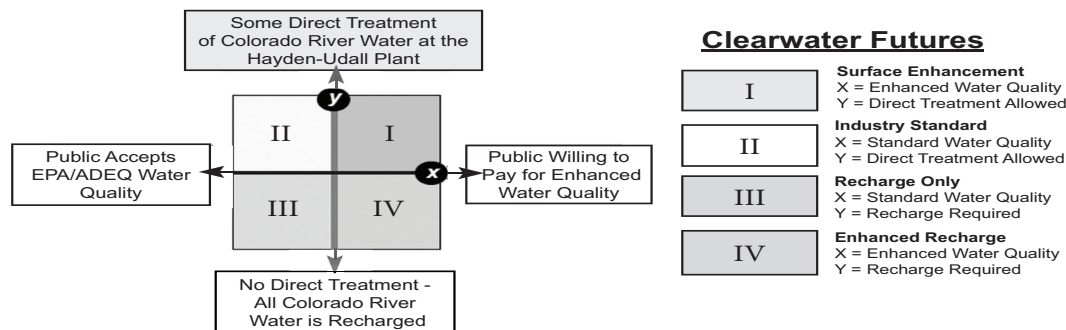 Some Direct Treatment
of Colorado River Water at the
Hayden-Udall Plant
y
II
I
Public Accepts
EPA/ADEQ Water
Quality
x
Public Willing to
Pay for Enhanced
Water Quality
III
IV
No Direct Treatment -
All Colorado River
Water is Recharged
Clearwater Futures
I
Surface Enhancement
X = Enhanced Water Quality
Y = Direct Treatment Allowed
II
Industry Standard
X = Standard Water Quality
Y = Direct Treatment Allowed
III
Recharge Only
X = Standard Water Quality
Y = Recharge Required
IV
Enhanced Recharge
X = Enhanced Water Quality
Y = Recharge Required